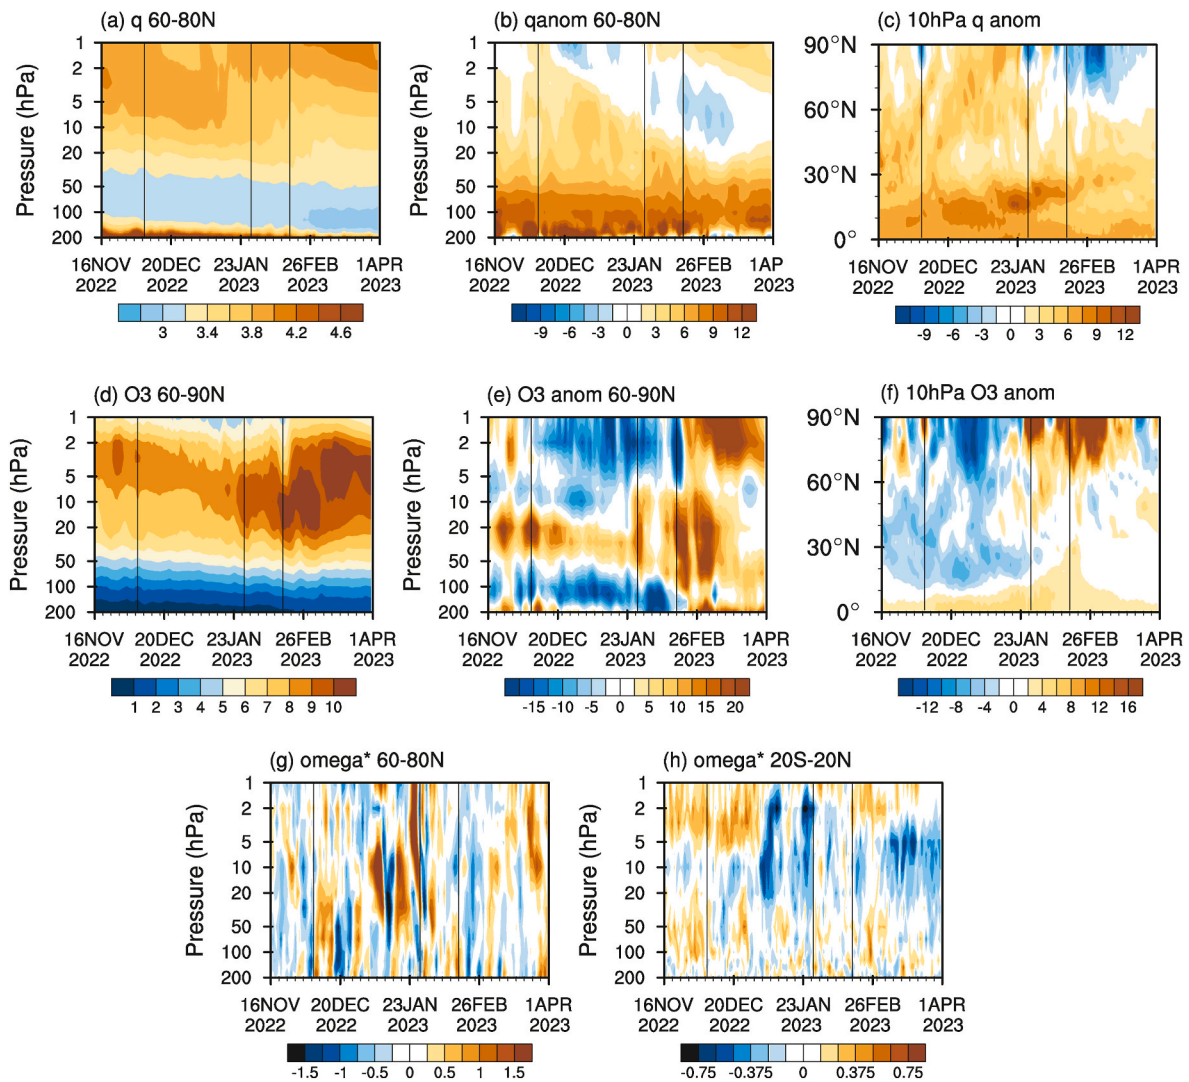 (a) q 60-80N
(b) qanom 60-80N
(c) 10hPa q anom
Pressure (hPa)
1
2
5
10
20
50
100
200
16NOV 20DEC 23JAN 26FEB 1APR
2022 2022 2023 2023 2023
3 3.4 3.8 4.2 4.6
Pressure (hPa)
1
2
5
10
20
50
100
200
16NOV 20DEC 23JAN 26FEB 1AP
2022 2022 2023 2023 2023
-9 -6 -3 0 3 6 9 12
90°N
60°N
30°N
0°
16NOV 20DEC 23JAN 26FEB 1APR
2022 2022 2023 2023 2023
-9 -6 -3 0 3 6 9 12
(d) O3 60-90N
(e) O3 anom 60-90N
(f) 10hPa O3 anom
Pressure (hPa)
1
2
5
10
20
50
100
200
16NOV 20DEC 23JAN 26FEB 1APR
2022 2022 2023 2023 2023
1 2 3 4 5 6 7 8 9 10
Pressure (hPa)
1
2
5
10
20
50
100
200
16NOV 20DEC 23JAN 26FEB 1APR
2022 2022 2023 2023 2023
-15 -10 -5 0 5 10 15 20
90°N
60°N
30°N
0°
16NOV 20DEC 23JAN 26FEB 1APR
2022 2022 2023 2023 2023
-12 -8 -4 0 4 8 12 16
(g) omega* 60-80N
(h) omega* 20S-20N
Pressure (hPa)
1
2
5
10
20
50
100
200
16NOV 20DEC 23JAN 26FEB 1APR
2022 2022 2023 2023 2023
-1.5 -1 -0.5 0 0.5 1 1.5
Pressure (hPa)
1
2
5
10
20
50
100
200
16NOV 20DEC 23JAN 26FEB 1APR
2022 2022 2023 2023 2023
-0.75 -0.375 0 0.375 0.75